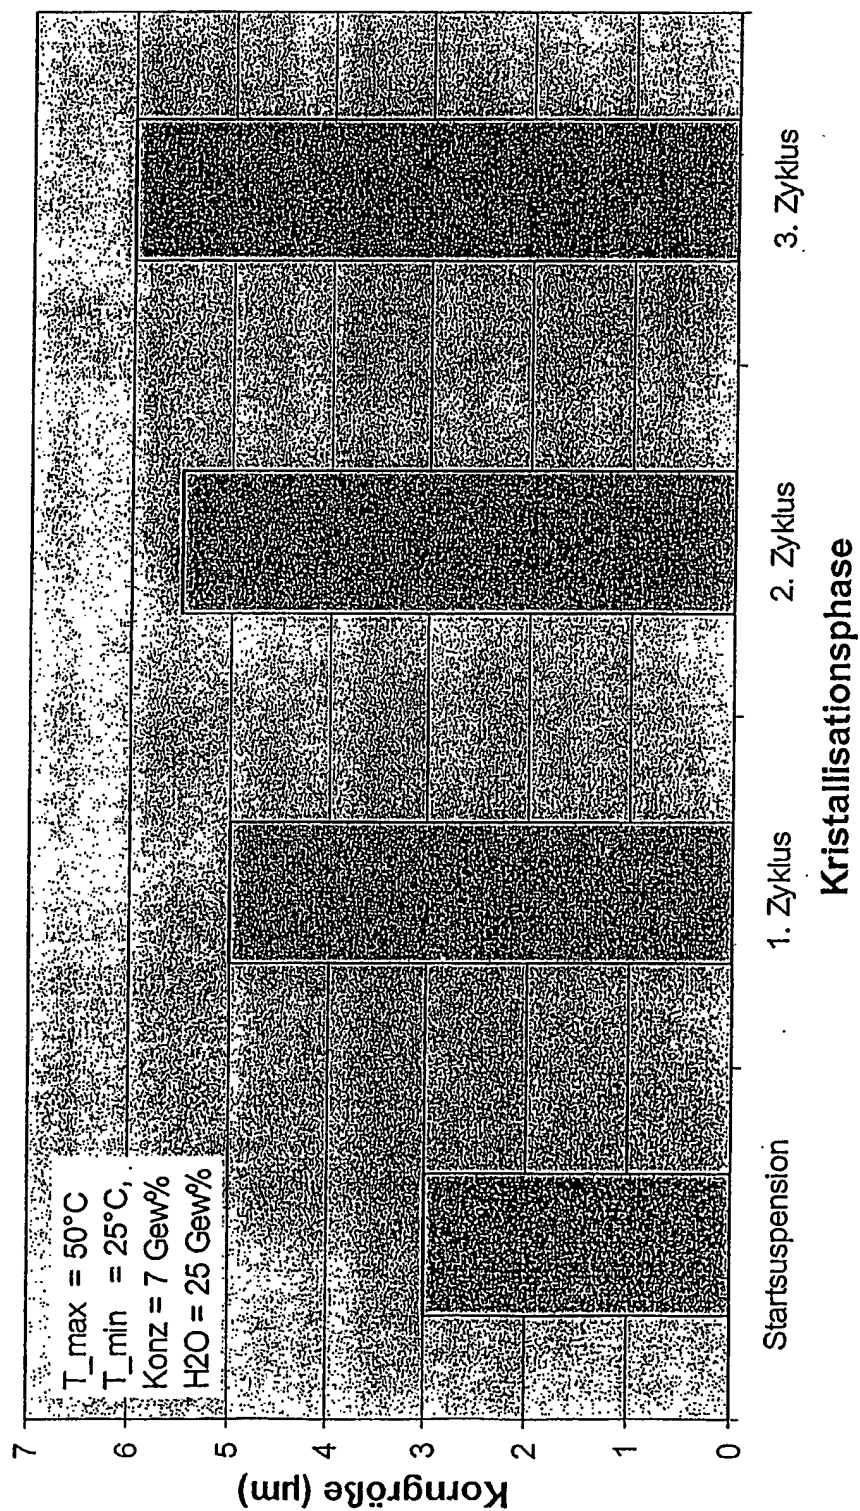 T_max = 50°C
T_min = 25°C,
Konz = 7 Gew%
H2O = 25 Gew%
Korngröße (µm)
7
6
5
4
3
2
1
0
Startsuspension
1. Zyklus
2. Zyklus
3. Zyklus
Kristallisationsphase